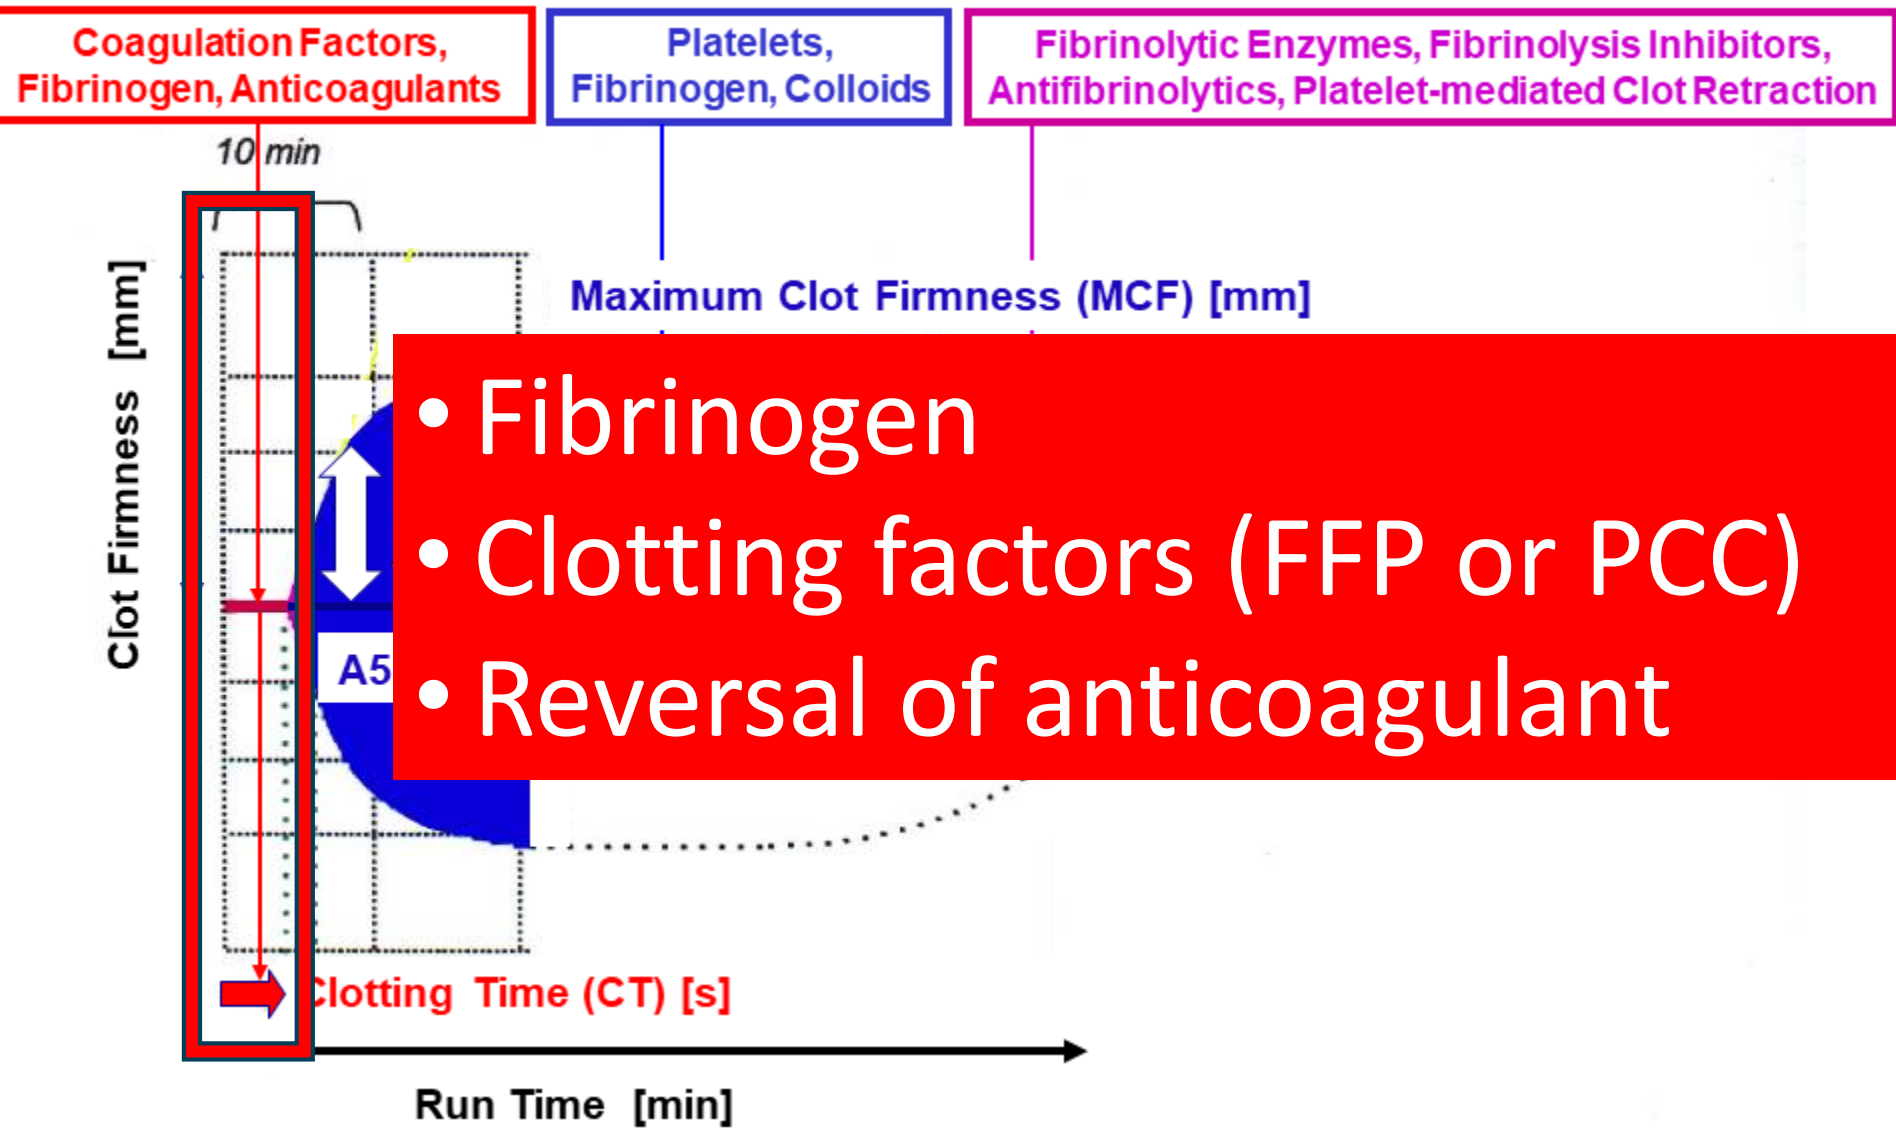 Coagulation Factors,
Fibrinogen, Anticoagulants
Platelets,
Fibrinogen, Colloids
Fibrinolytic Enzymes, Fibrinolysis Inhibitors,
Antifibrinolytics, Platelet-mediated Clot Retraction
10 min
Clot Firmness [mm]
Maximum Clot Firmness (MCF) [mm]
• Fibrinogen
• Clotting factors (FFP or PCC)
• Reversal of anticoagulant
A5
Clotting Time (CT) [s]
Run Time [min]